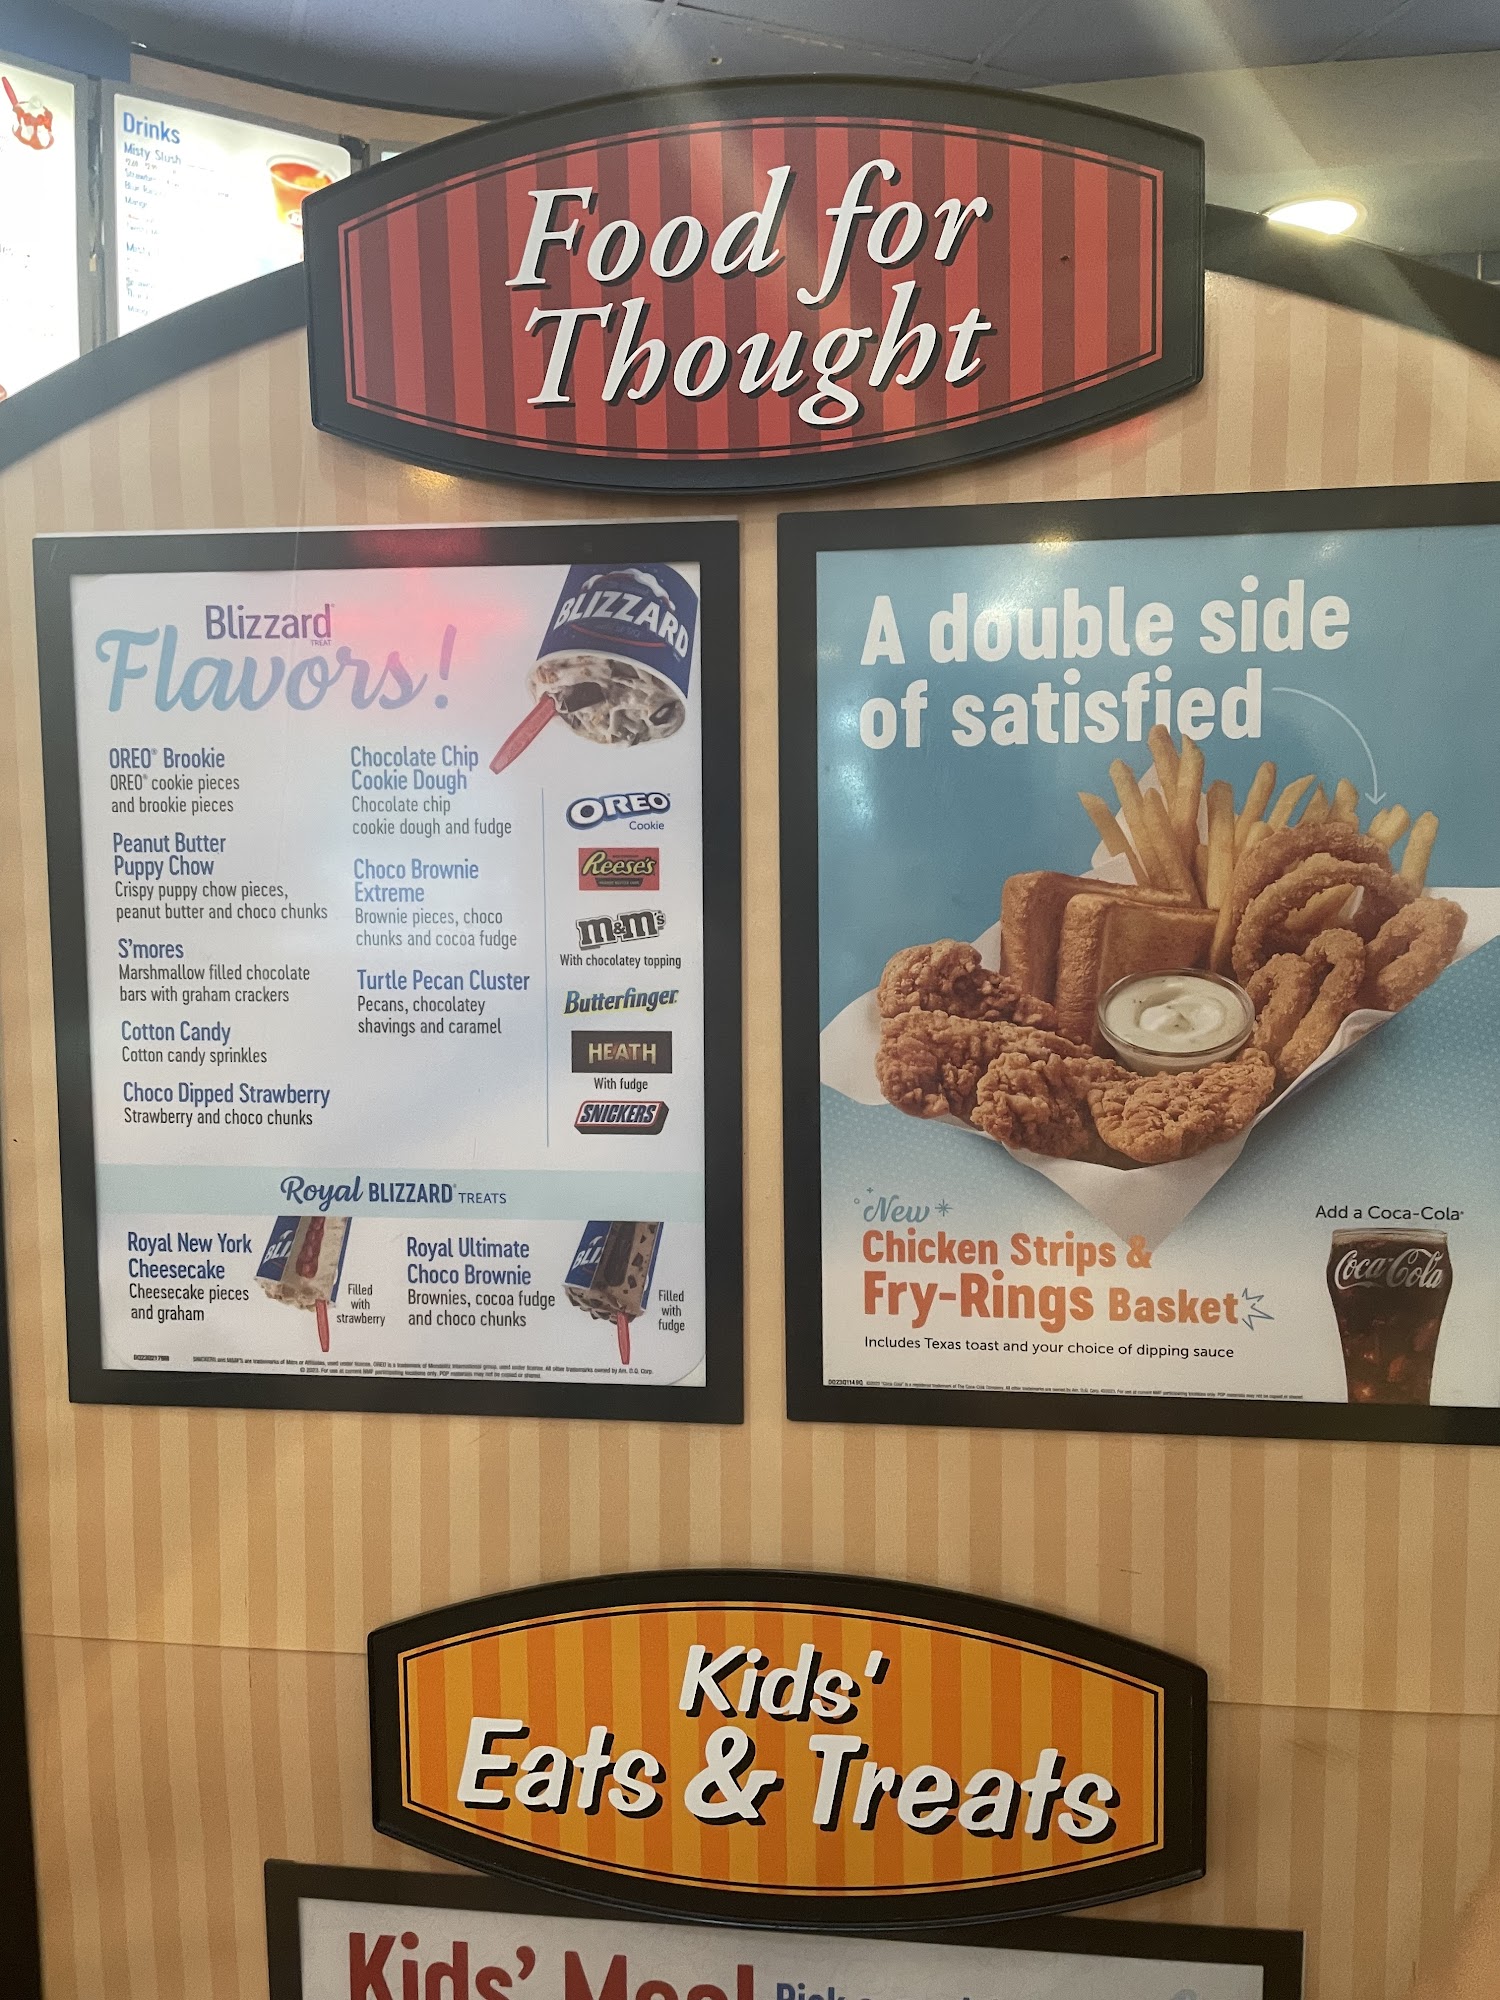 Drinks
Misty Slush
Food for
Thought
Blizzard®
TREAT
Flavors!
BLIZZARD
OREO® Brookie
OREO® cookie pieces
and brookie pieces
Peanut Butter
Puppy Chow
Crispy puppy chow pieces,
peanut butter and choco chunks
S'mores
Marshmallow filled chocolate
bars with graham crackers
Cotton Candy
Cotton candy sprinkles
Choco Dipped Strawberry
Strawberry and choco chunks
Chocolate Chip
Cookie Dough
Chocolate chip
cookie dough and fudge
Choco Brownie
Extreme
Brownie pieces, choco
chunks and cocoa fudge
Turtle Pecan Cluster
Pecans, chocolatey
shavings and caramel
OREO
Cookie
Reese's
m&m's
With chocolatey topping
Butterfinger
HEATH
With fudge
SNICKERS
Royal BLIZZARD® TREATS
Royal New York
Cheesecake
Cheesecake pieces
and graham
BLI
Filled
with
strawberry
Royal Ultimate
Choco Brownie
Brownies, cocoa fudge
and choco chunks
BLI
Filled
with
fudge
A double side
of satisfied
New
Chicken Strips &
Fry-Rings Basket
Includes Texas toast and your choice of dipping sauce
Add a Coca-Cola®
Coca-Cola
Kids'
Eats & Treats
Kids' Meal